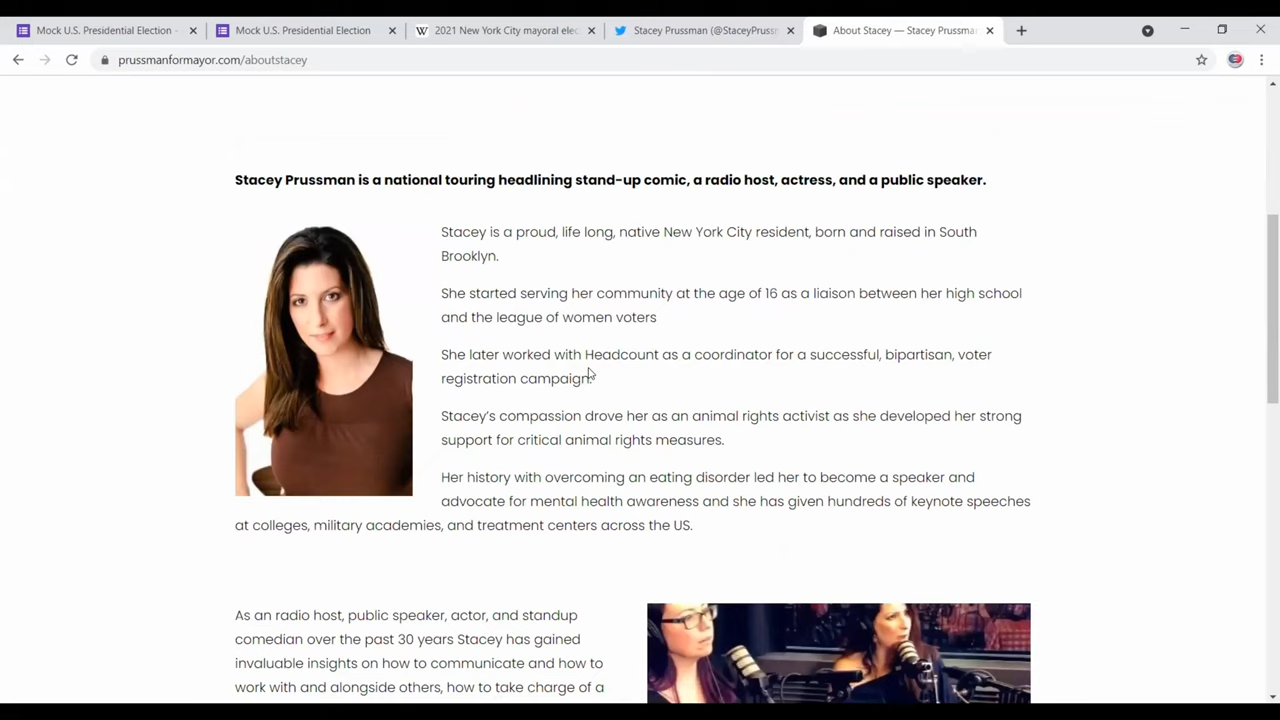 Mock U.S. Presidential Election -
Mock U.S. Presidential Election
2021 New York City mayoral elec
Stacey Prussman (@StaceyPrussm
About Stacey — Stacey Prussman
prussmanformayor.com/aboutstacey
Stacey Prussman is a national touring headlining stand-up comic, a radio host, actress, and a public speaker.
Stacey is a proud, life long, native New York City resident, born and raised in South
Brooklyn.
She started serving her community at the age of 16 as a liaison between her high school
and the league of women voters
She later worked with Headcount as a coordinator for a successful, bipartisan, voter
registration campaign.
Stacey's compassion drove her as an animal rights activist as she developed her strong
support for critical animal rights measures.
Her history with overcoming an eating disorder led her to become a speaker and
advocate for mental health awareness and she has given hundreds of keynote speeches
at colleges, military academies, and treatment centers across the US.
As an radio host, public speaker, actor, and standup
comedian over the past 30 years Stacey has gained
invaluable insights on how to communicate and how to
work with and alongside others, how to take charge of a